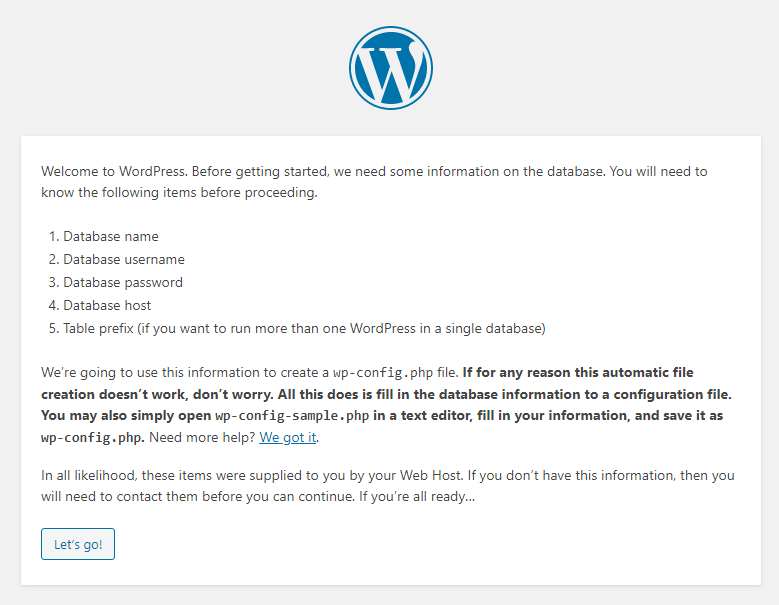 Welcome to WordPress. Before getting started, we need some information on the database. You will need to
know the following items before proceeding.
1. Database name
2. Database username
3. Database password
4. Database host
5. Table prefix (if you want to run more than one WordPress in a single database)
We’re going to use this information to create a wp-config.php file. If for any reason this automatic file
creation doesn’t work, don’t worry. All this does is fill in the database information to a configuration file.
You may also simply open wp-config-sample.php in a text editor, fill in your information, and save it as
wp-config.php. Need more help? We got it.
In all likelihood, these items were supplied to you by your Web Host. If you don’t have this information, then you
will need to contact them before you can continue. If you’re all ready…
Let’s go!